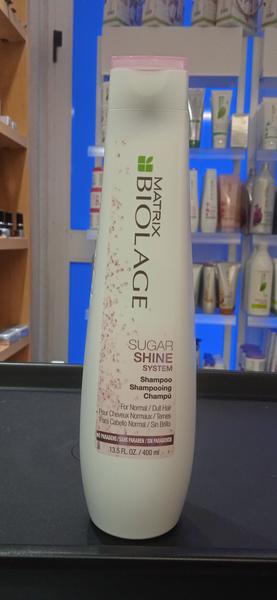 MATRIX
BIOLAGE
SUGAR
SHINE
SYSTEM
Shampoo
Shampooing
Champú
For Normal / Dull Hair
Pour Cheveux Normaux / Ternes
Para Cabello Normal / Sin Brillo
NO PARABENS / SANS PARABEN / SIN PARABENOS
13.5 FL. OZ. / 400 ml